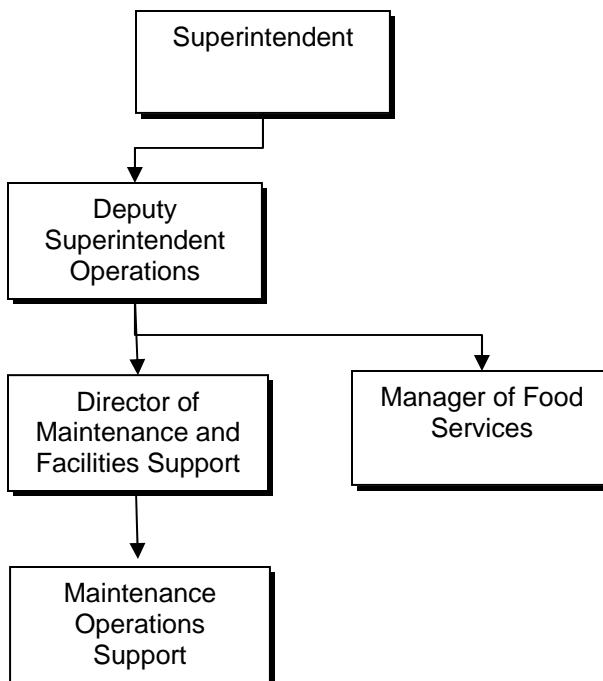 Superintendent
Deputy
Superintendent
Operations
Director of
Maintenance and
Facilities Support
Manager of Food
Services
Maintenance
Operations
Support